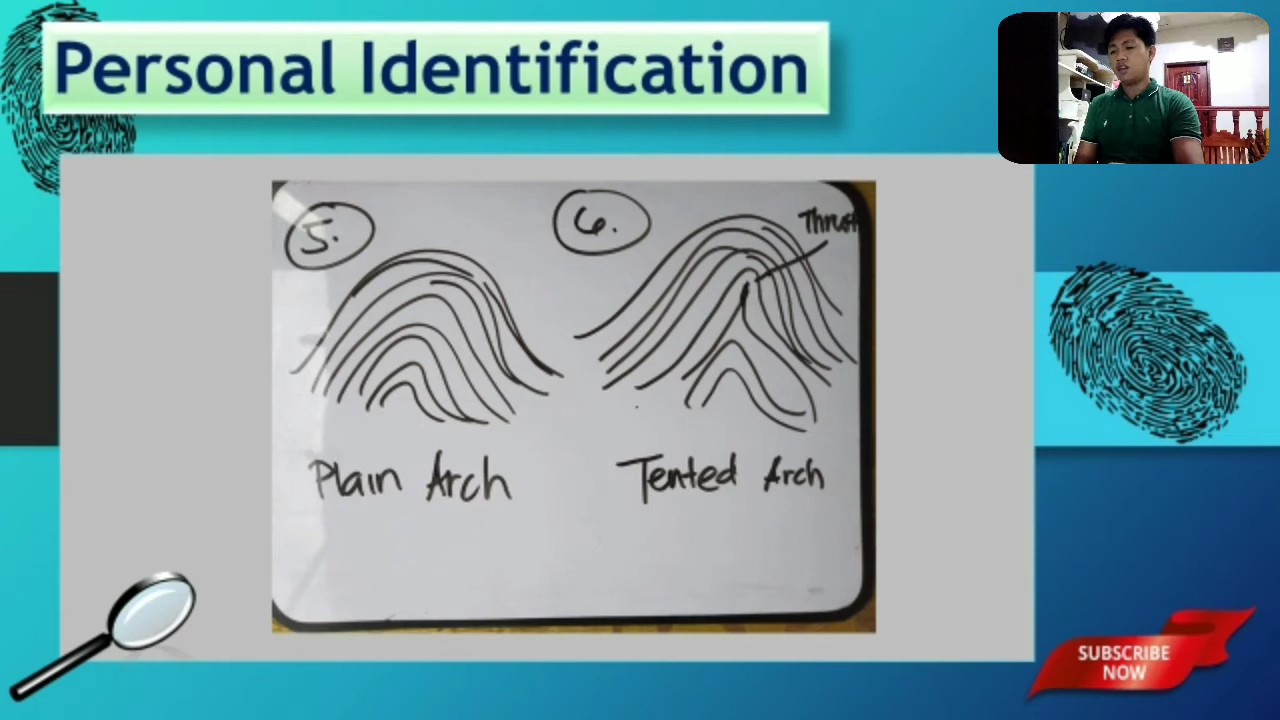 Personal Identification
5.
6.
Thrust
Plain Arch
Tented Arch
SUBSCRIBE
NOW